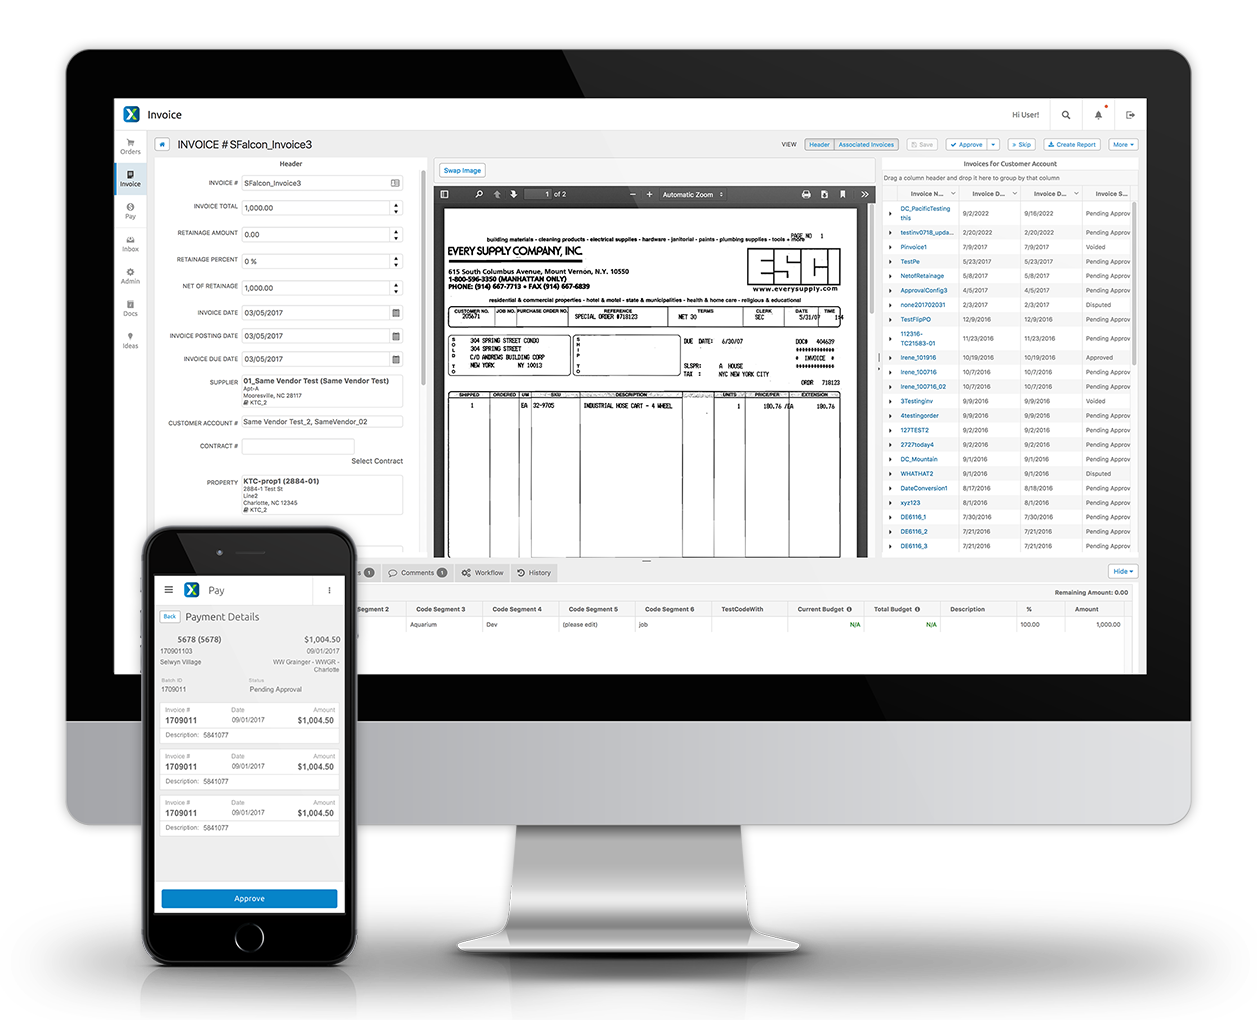 Invoice
Hi User!
Orders
Invoice
Pay
Inbox
Admin
Docs
Ideas
INVOICE # SFalcon_Invoice3
VIEW Header Associated Invoices Save Approve Skip Create Report More
Header
INVOICE # SFalcon_Invoice3
INVOICE TOTAL 1,000.00
RETAINAGE AMOUNT 0.00
RETAINAGE PERCENT 0 %
NET OF RETAINAGE 1,000.00
INVOICE DATE 03/05/2017
INVOICE POSTING DATE 03/05/2017
INVOICE DUE DATE 03/05/2017
SUPPLIER 01_Same Vendor Test (Same Vendor Test)
Apt-A
Mooresville, NC 28117
KTC_2
CUSTOMER ACCOUNT # Same Vendor Test_2, SameVendor_02
CONTRACT #
Select Contract
PROPERTY KTC-prop1 (2884-01)
2884-1 Test St
Line2
Charlotte, NC 12345
KTC_2
Swap Image
1 of 2 Automatic Zoom
PAGE NO 1
building materials - cleaning products - electrical supplies - hardware - janitorial - paints - plumbing supplies - tools + more
EVERY SUPPLY COMPANY, INC.
615 South Columbus Avenue, Mount Vernon, N.Y. 10550
1-800-596-3350 (MANHATTAN ONLY)
PHONE: (914) 667-7713 + FAX (914) 667-6839
ESCI
www.everysupply.com
residential & commercial properties - hotel & motel - state & municipalities - health & home care - religious & educational
CUSTOMER NO. JOB NO. PURCHASE ORDER NO. REFERENCE TERMS CLERK DATE TIME
205671 SPECIAL ORDER #718123 NET 30 SEC 5/31/07
SOLD TO
304 SPRING STREET CONDO
304 SPRING STREET
C/O ANDREWS BUILDING CORP
NEW YORK NY 10013
SHIP TO
DUE DATE: 6/30/07 DOC# 404639
*************
* INVOICE *
*************
SLSPR: A HOUSE
TAX : NYC NEW YORK CITY
ORDR 718123
SHIPPED ORDERED UM SKU DESCRIPTION UNITS PRICE/PER EXTENSION
1 EA 32-9705 INDUSTRIAL HOSE CART - 4 WHEEL 1 180.76 /EA 180.76
Invoices for Customer Account
Drag a column header and drop it here to group by that column
Invoice N... Invoice D... Invoice D... Invoice S...
DC_PacificTesting this 9/2/2022 9/16/2022 Pending Approv
testinv0718_upda... 2/20/2022 2/20/2022 Pending Approv
Pinvoice1 7/9/2017 7/9/2017 Voided
TestPe 5/23/2017 5/23/2017 Pending Approv
NetofRetainage 5/8/2017 5/8/2017 Pending Approv
ApprovalConfig3 3/7/2017 3/7/2017 Pending Approv
none201702031 2/3/2017 2/3/2017 Disputed
TestFlipPO 12/9/2016 12/9/2016 Pending Approv
112316-TC21583-01 11/23/2016 11/23/2016 Pending Approv
Irene_101916 10/19/2016 10/19/2016 Approved
Irene_100716 10/7/2016 10/7/2016 Pending Approv
Irene_100716_02 10/7/2016 10/7/2016 Pending Approv
3Testinginv 9/9/2016 9/9/2016 Voided
4testingorder 9/9/2016 9/9/2016 Pending Approv
127TEST2 9/2/2016 9/2/2016 Pending Approv
2727today4 9/2/2016 9/2/2016 Pending Approv
DC_Mountain 9/1/2016 9/1/2016 Pending Approv
WHATHAT2 9/1/2016 9/1/2016 Disputed
DateConversion1 8/17/2016 8/18/2016 Pending Approv
xyz123 8/1/2016 8/1/2016 Pending Approv
DE6116_1 7/30/2016 7/30/2016 Pending Approv
DE6116_2 7/21/2016 7/21/2016 Pending Approv
DE6116_3 7/21/2016 7/21/2016 Pending Approv
s 1 Comments 1 Workflow History Hide
Remaining Amount: 0.00
egment 2 Code Segment 3 Code Segment 4 Code Segment 5 Code Segment 6 TestCodeWith Current Budget Total Budget Description % Amount
Aquarium Dev (please edit) job N/A N/A 100.00 1,000.00
Pay
Back Payment Details
5678 (5678) $1,004.50
170901103 09/01/2017
Selwyn Village WW Grainger - WWGR - Charlotte
Batch ID Status
1709011 Pending Approval
Invoice # Date Amount
1709011 09/01/2017 $1,004.50
Description: 5841077
Invoice # Date Amount
1709011 09/01/2017 $1,004.50
Description: 5841077
Invoice # Date Amount
1709011 09/01/2017 $1,004.50
Description: 5841077
Approve